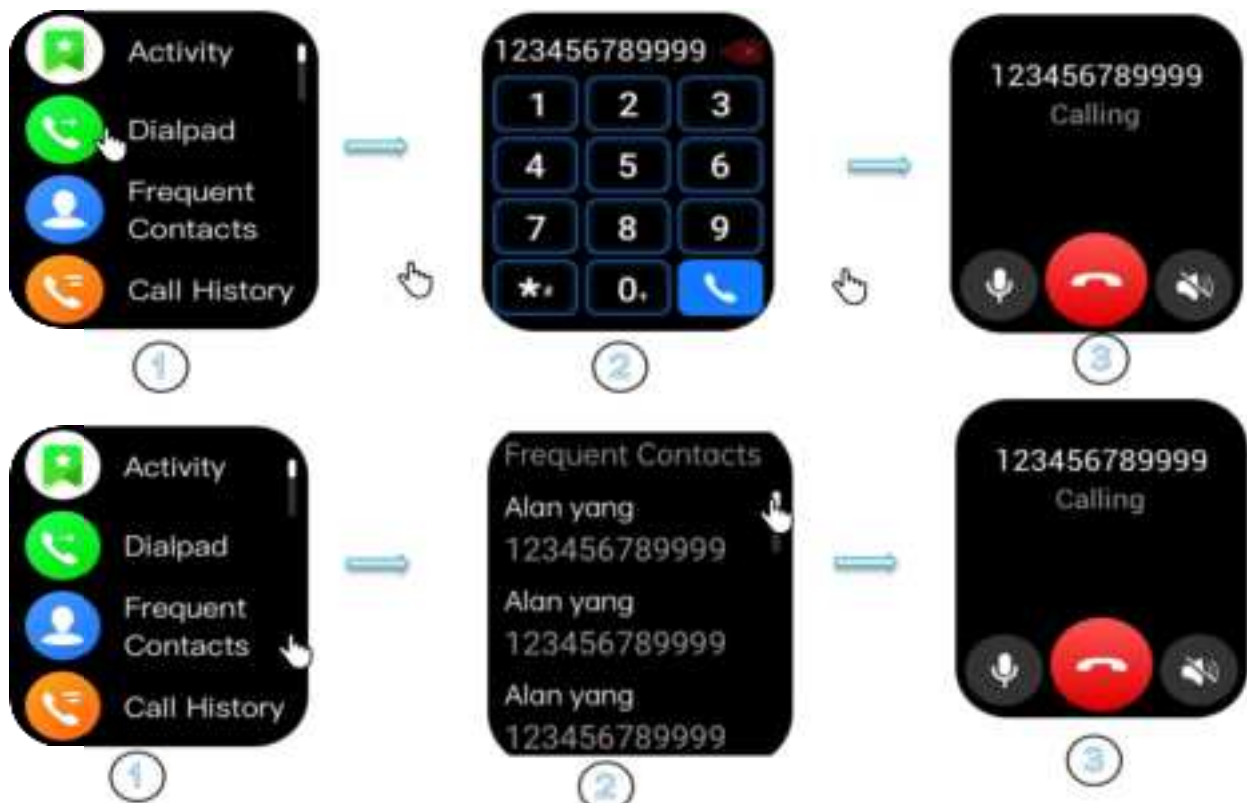 Activity
Dialpad
Frequent
Contacts
Call History
1
123456789999
1 2 3
4 5 6
7 8 9
*# 0+
2
123456789999
Calling
3
Activity
Dialpad
Frequent
Contacts
Call History
1
Frequent Contacts
Alan yang
123456789999
Alan yang
123456789999
Alan yang
123456789999
2
123456789999
Calling
3